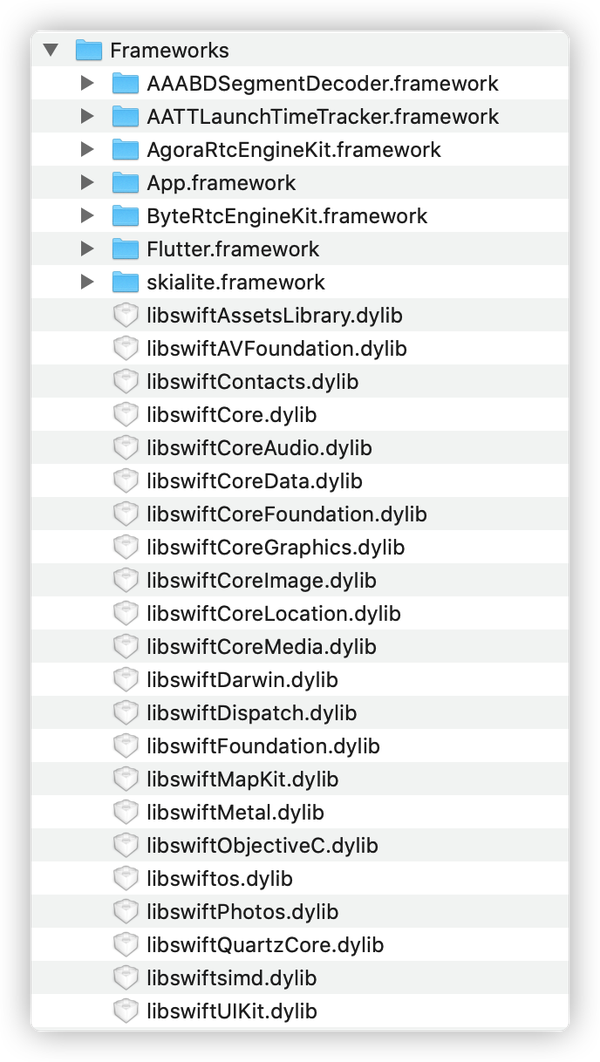 Frameworks
AAABDSegmentDecoder.framework
AATTLaunchTimeTracker.framework
AgoraRtcEngineKit.framework
App.framework
ByteRtcEngineKit.framework
Flutter.framework
skialite.framework
libswiftAssetsLibrary.dylib
libswiftAVFoundation.dylib
libswiftContacts.dylib
libswiftCore.dylib
libswiftCoreAudio.dylib
libswiftCoreData.dylib
libswiftCoreFoundation.dylib
libswiftCoreGraphics.dylib
libswiftCoreImage.dylib
libswiftCoreLocation.dylib
libswiftCoreMedia.dylib
libswiftDarwin.dylib
libswiftDispatch.dylib
libswiftFoundation.dylib
libswiftMapKit.dylib
libswiftMetal.dylib
libswiftObjectiveC.dylib
libswiftos.dylib
libswiftPhotos.dylib
libswiftQuartzCore.dylib
libswiftsimd.dylib
libswiftUIKit.dylib